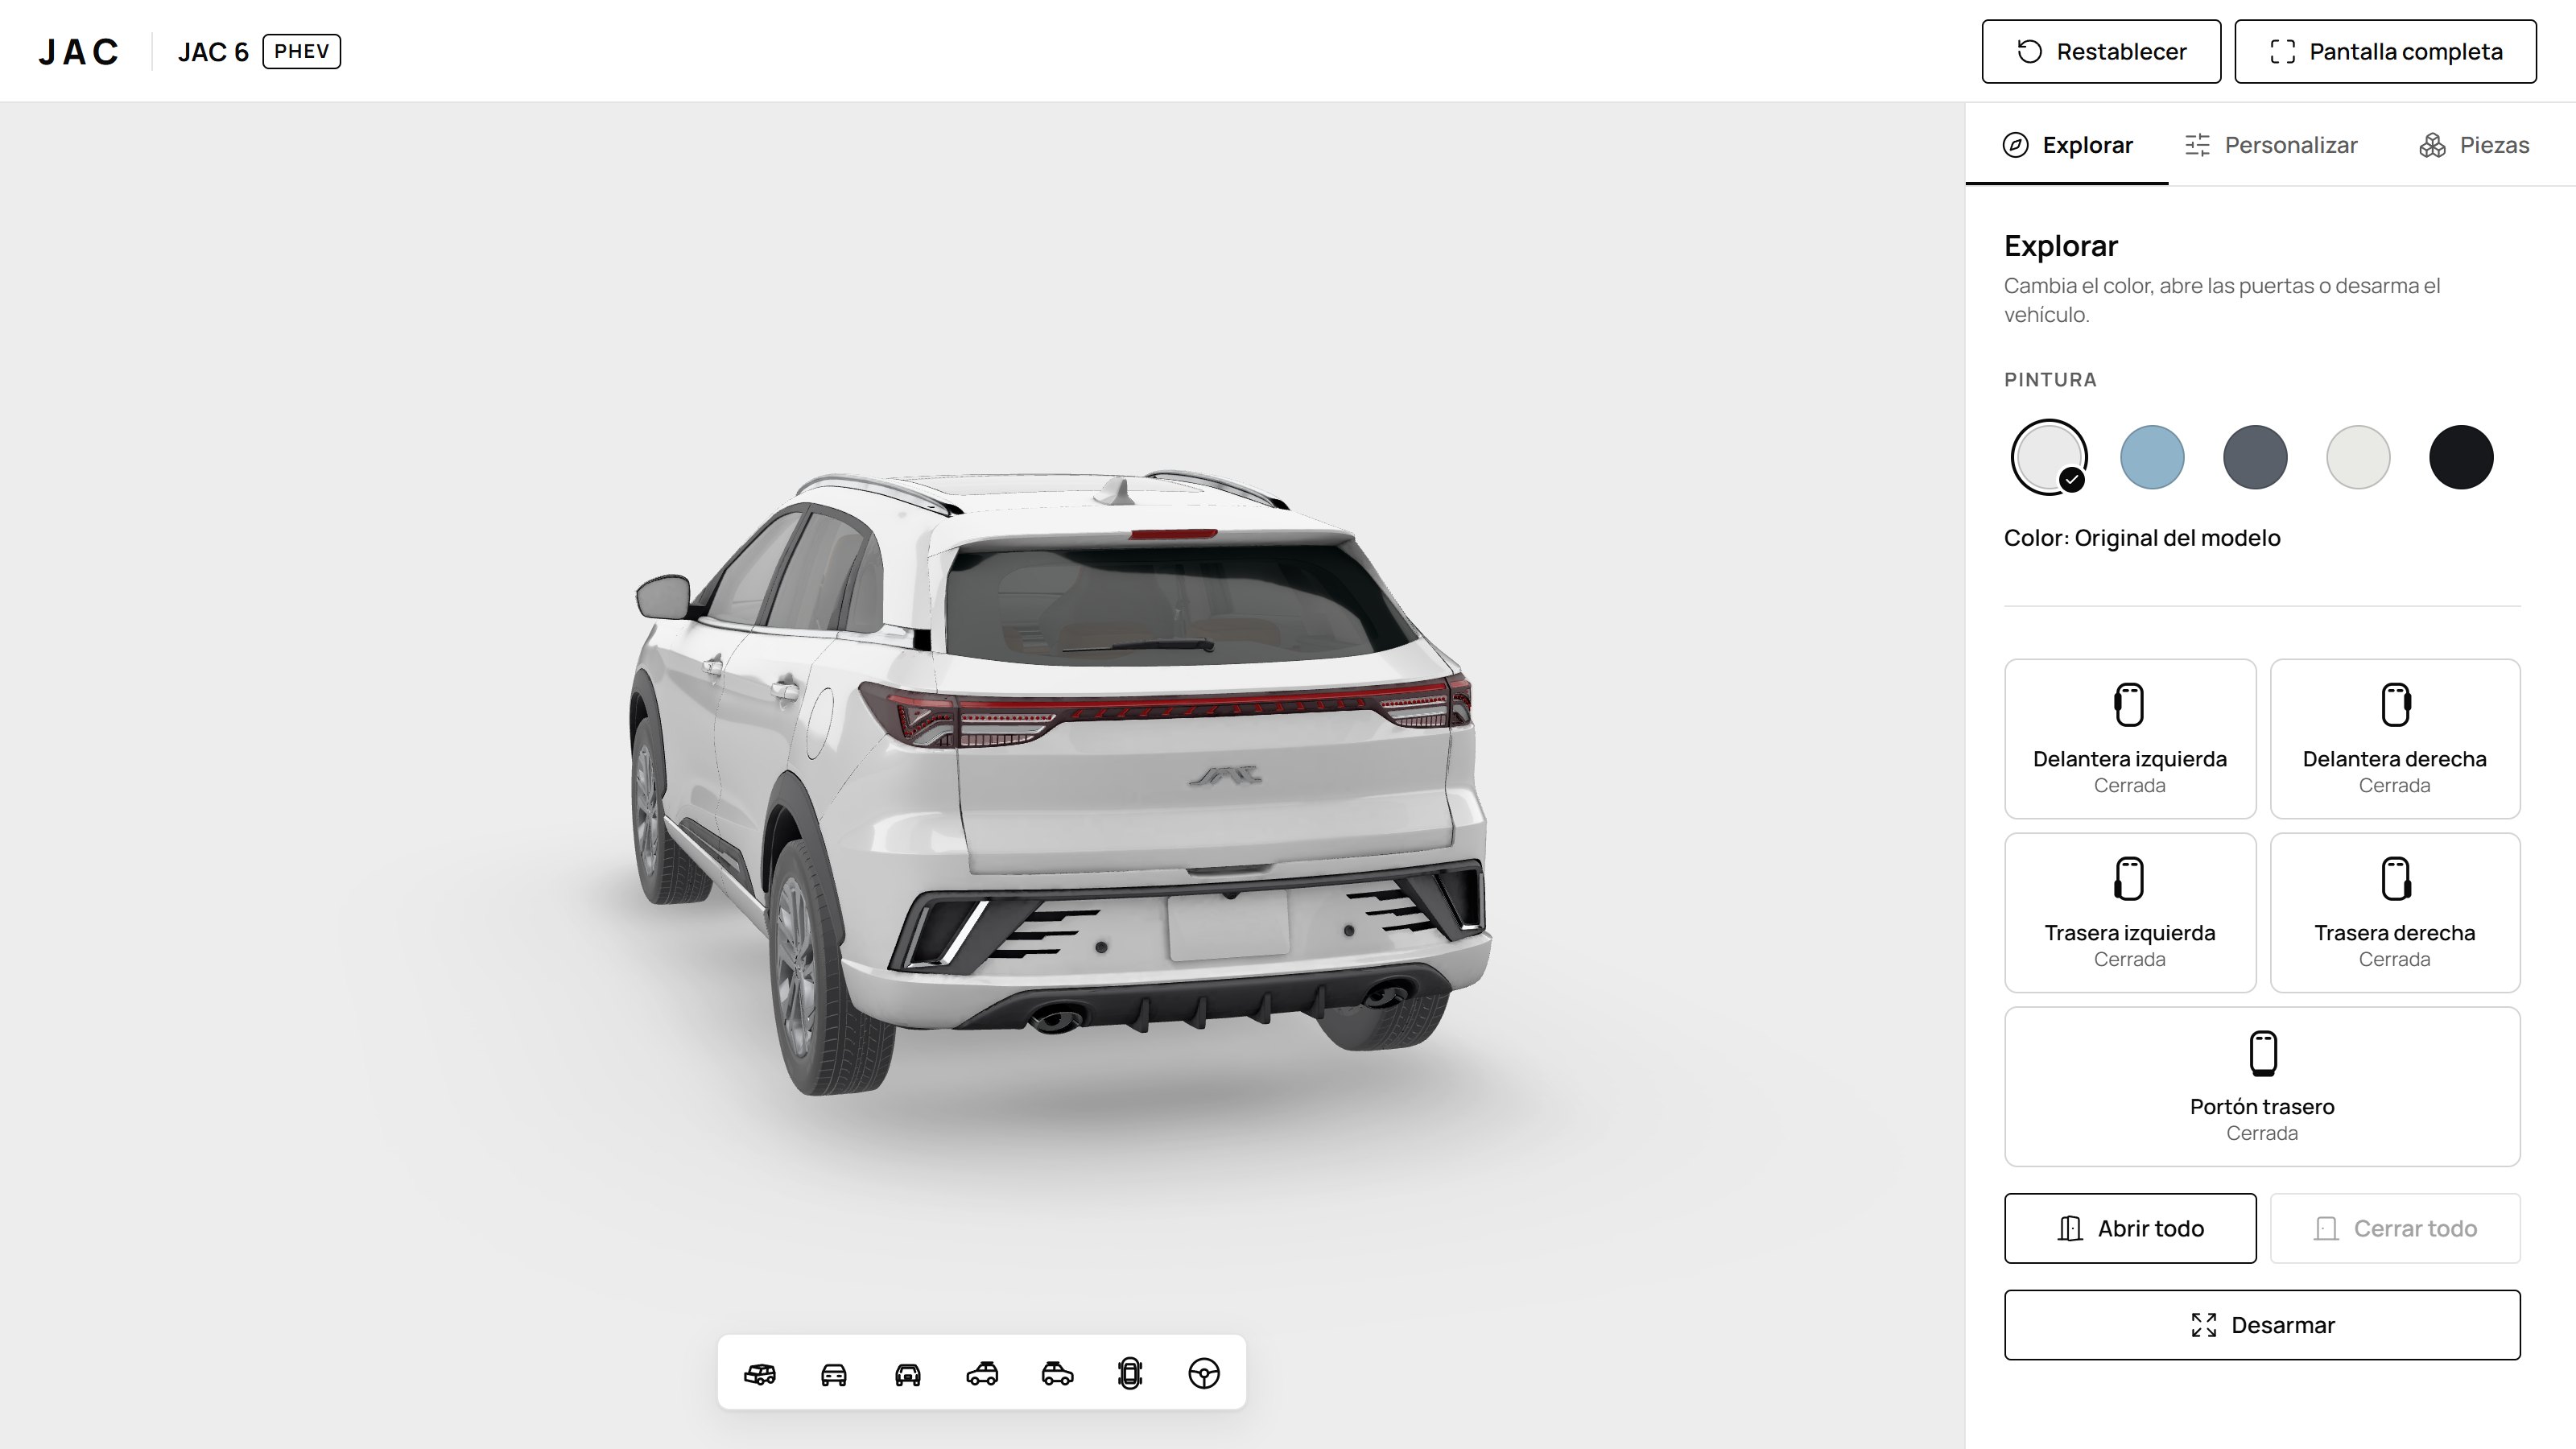 JAC
JAC 6
PHEV
Restablecer
Pantalla completa
Explorar
Personalizar
Piezas
Explorar
Cambia el color, abre las puertas o desarma el
vehículo.
PINTURA
Color: Original del modelo
Delantera izquierda
Cerrada
Delantera derecha
Cerrada
Trasera izquierda
Cerrada
Trasera derecha
Cerrada
Portón trasero
Cerrada
Abrir todo
Cerrar todo
Desarmar
JAC